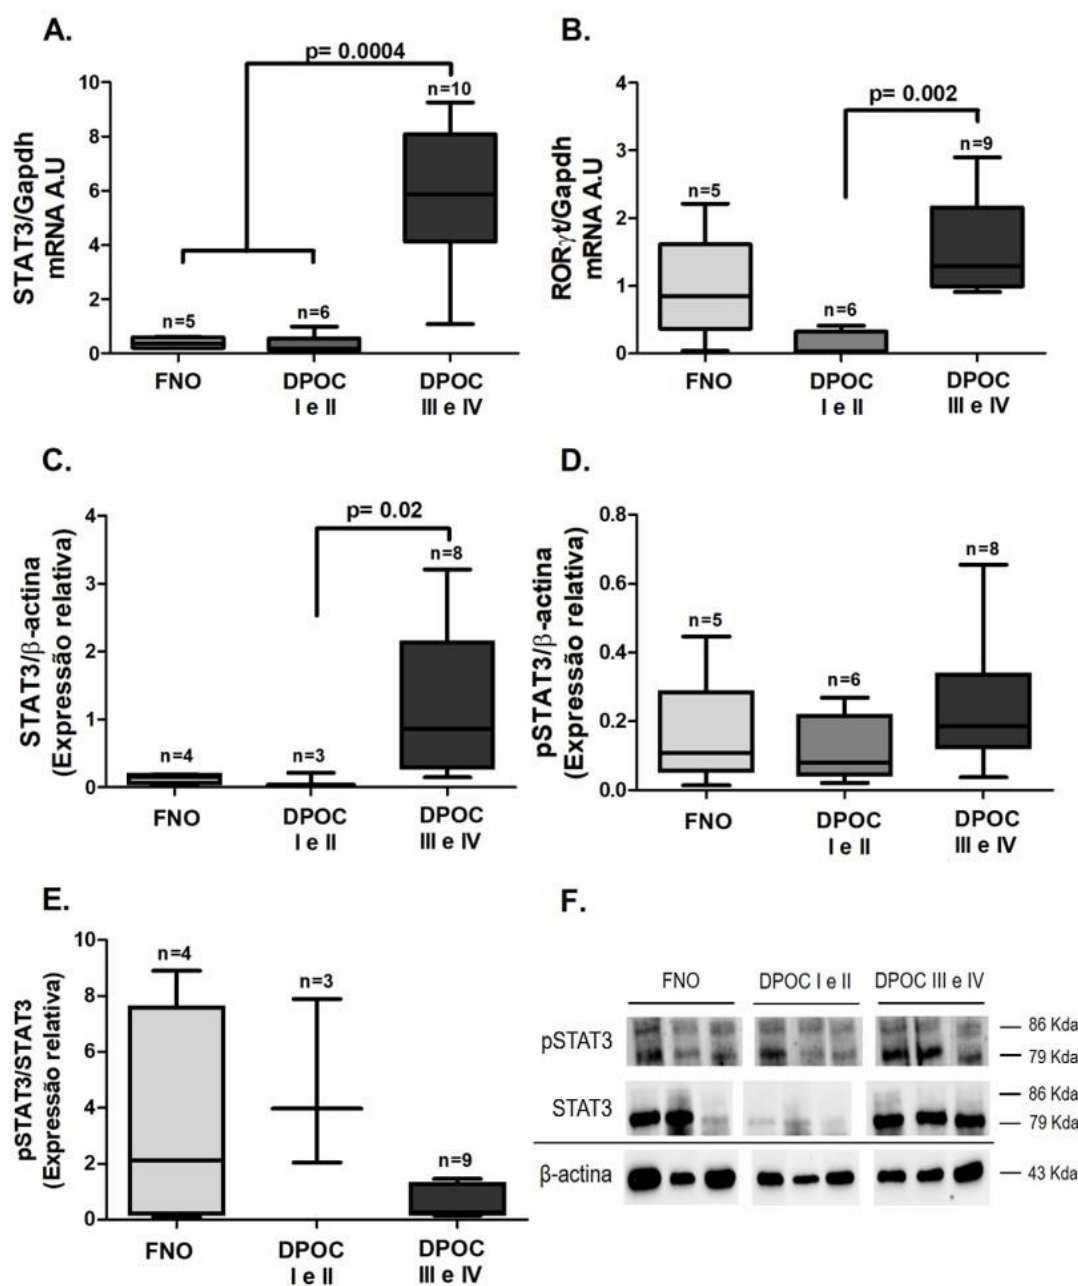 A.
p= 0.0004
STAT3/Gapdh
mRNA A.U
10
8
6
4
2
0
n=5
n=6
n=10
FNO
DPOC
I e II
DPOC
III e IV
B.
p= 0.002
RORγt/Gapdh
mRNA A.U
4
3
2
1
0
n=5
n=6
n=9
FNO
DPOC
I e II
DPOC
III e IV
C.
p= 0.02
STAT3/β-actina
(Expressão relativa)
4
3
2
1
0
n=4
n=3
n=8
FNO
DPOC
I e II
DPOC
III e IV
D.
pSTAT3/β-actina
(Expressão relativa)
0.8
0.6
0.4
0.2
0.0
n=5
n=6
n=8
FNO
DPOC
I e II
DPOC
III e IV
E.
pSTAT3/STAT3
(Expressão relativa)
10
8
6
4
2
0
n=4
n=3
n=9
FNO
DPOC
I e II
DPOC
III e IV
F.
FNO DPOC I e II DPOC III e IV
pSTAT3
86 Kda
79 Kda
STAT3
86 Kda
79 Kda
β-actina
43 Kda